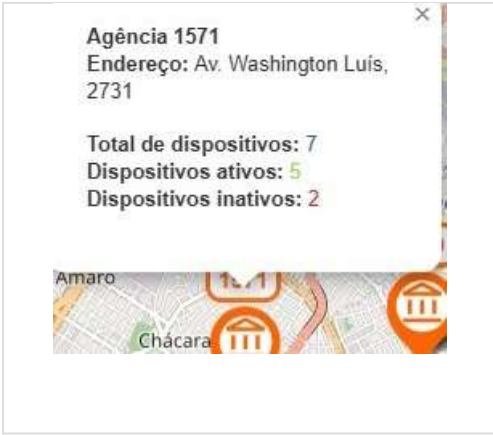 ×
Agência 1571
Endereço: Av. Washington Luís,
2731
Total de dispositivos: 7
Dispositivos ativos: 5
Dispositivos inativos: 2
Amaro
1571
Chácara